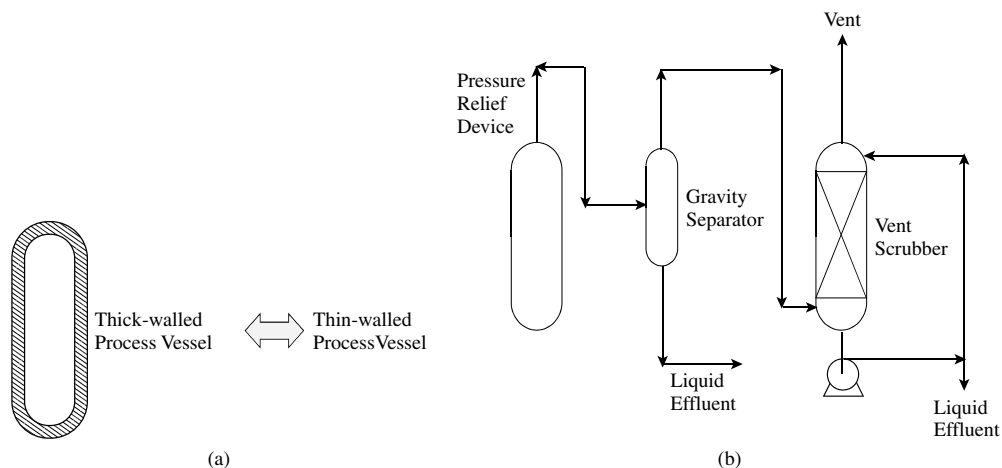 Thick-walled
Process Vessel
Thin-walled
ProcessVessel
(a)
Vent
Pressure
Relief
Device
Gravity
Separator
Vent
Scrubber
Liquid
Effluent
Liquid
Effluent
(b)